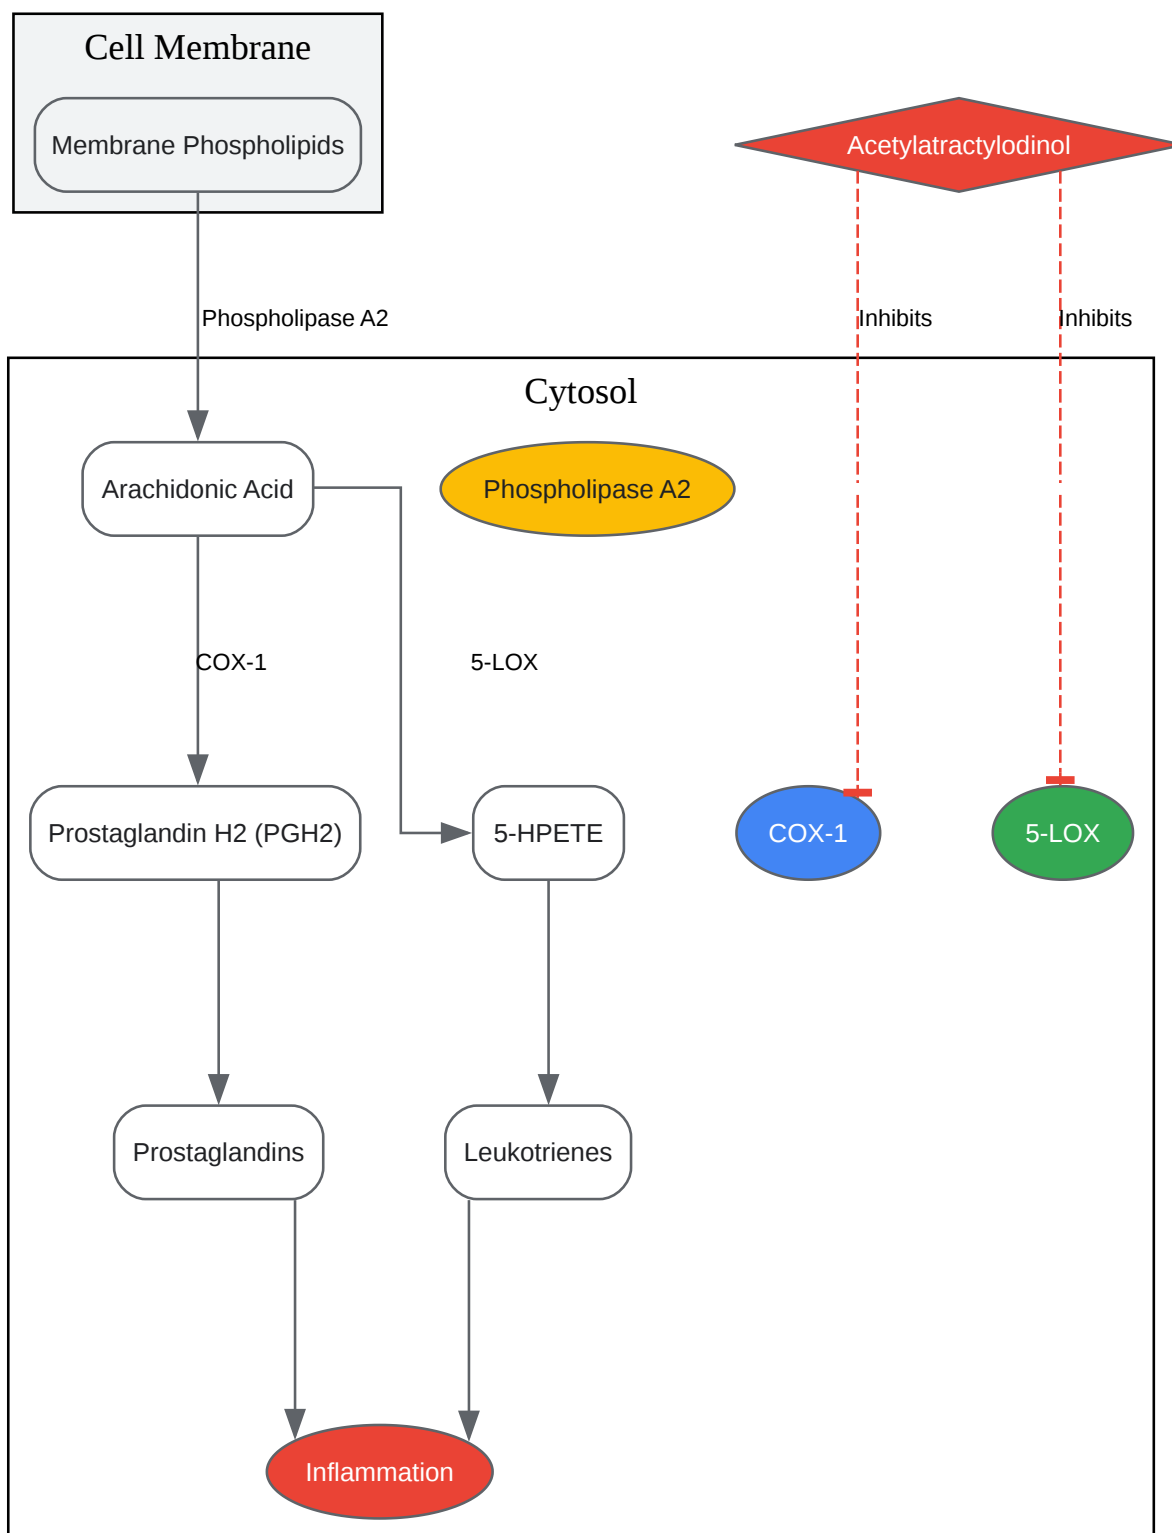 Cell Membrane
Membrane Phospholipids
Acetylatractylodinol
Phospholipase A2
Inhibits
Inhibits
Cytosol
Arachidonic Acid
Phospholipase A2
COX-1
5-LOX
Prostaglandin H2 (PGH2)
5-HPETE
COX-1
5-LOX
Prostaglandins
Leukotrienes
Inflammation